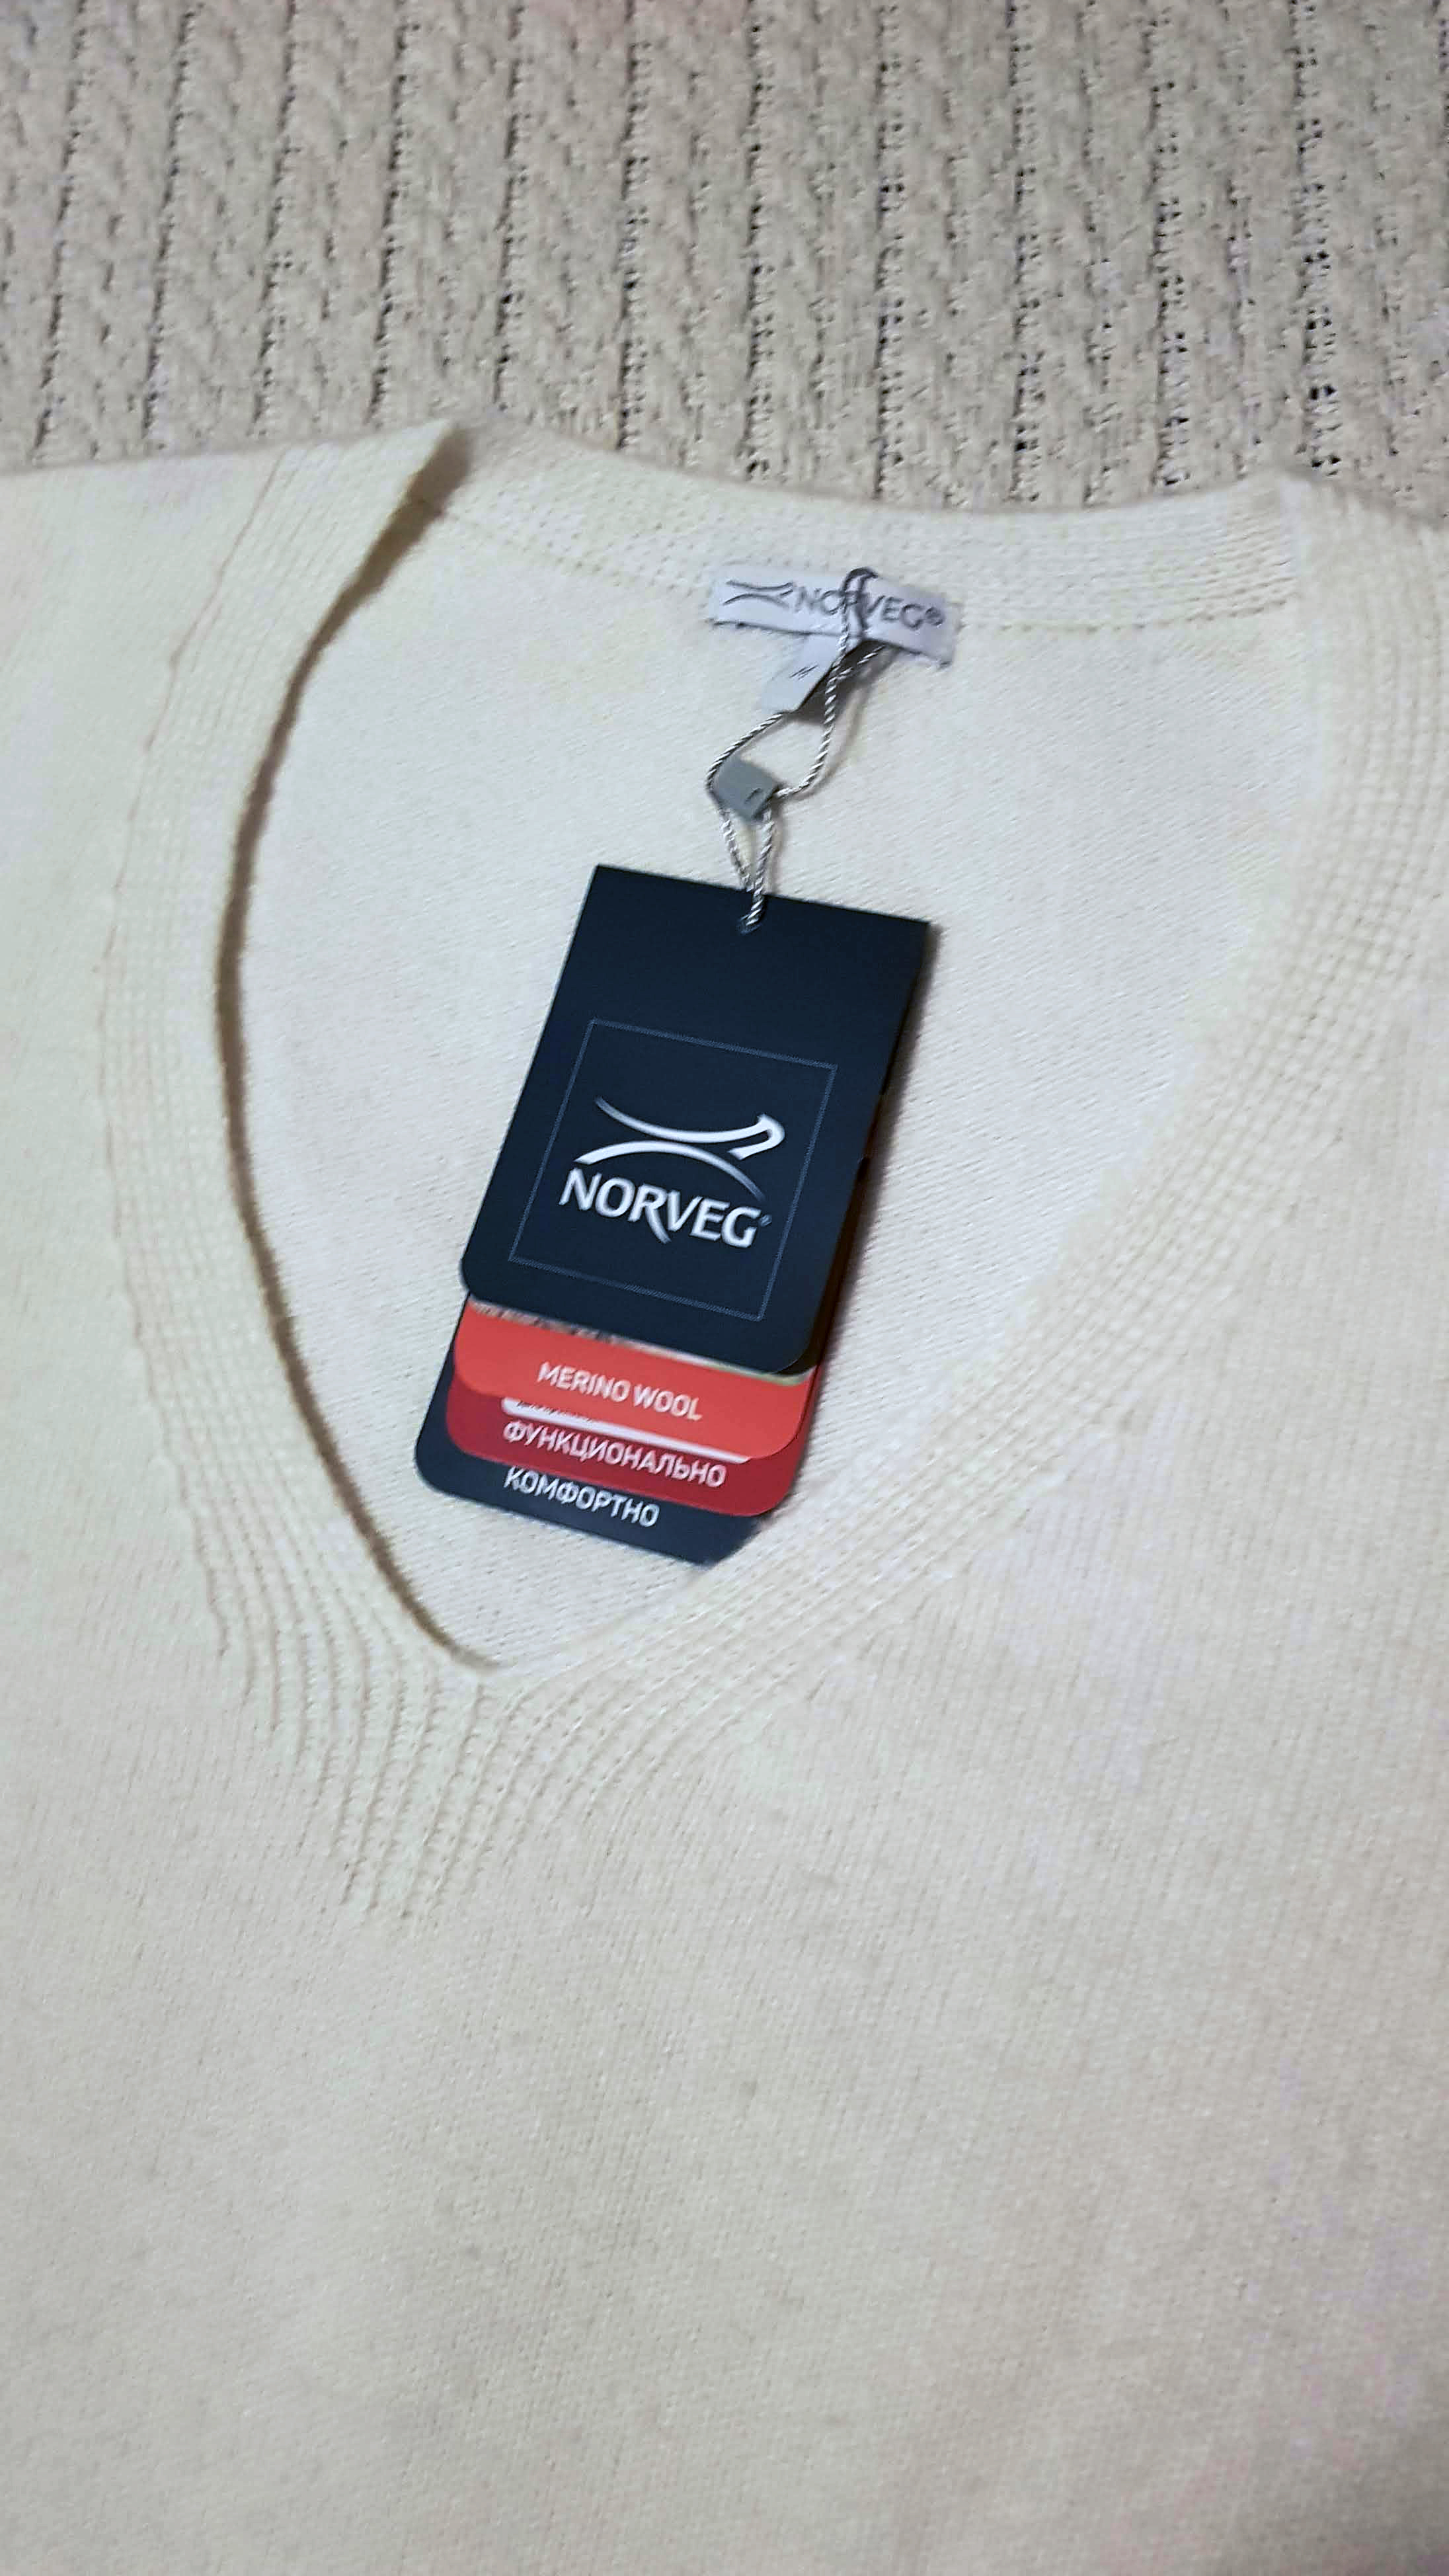 NORVEG®
NORVEG®
MERINO WOOL
ФУНКЦИОНАЛЬНО
КОМФОРТНО